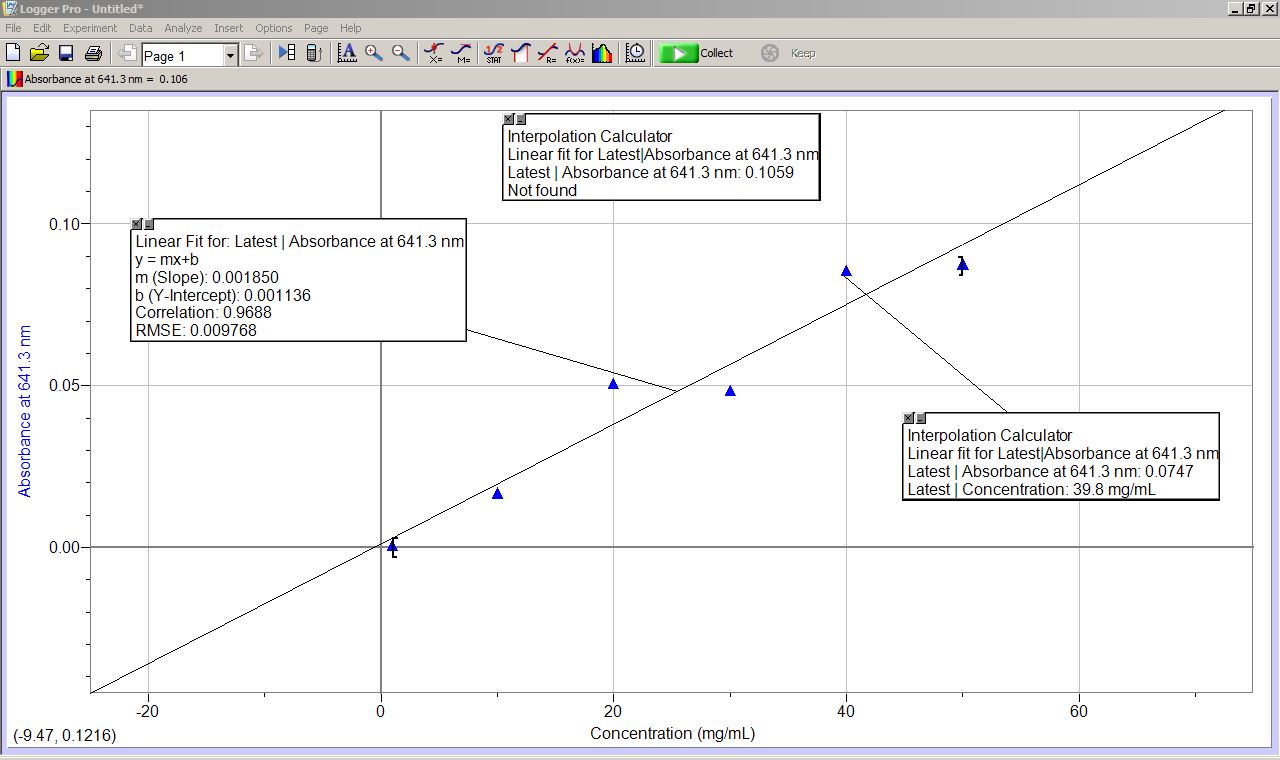 Logger Pro - Untitled*
File Edit Experiment Data Analyze Insert Options Page Help
Page 1
A X= M= 1/2 STAT R= f(x)= Collect Keep
Absorbance at 641.3 nm = 0.106
Interpolation Calculator
Linear fit for Latest|Absorbance at 641.3 nm
Latest | Absorbance at 641.3 nm: 0.1059
Not found
Linear Fit for: Latest | Absorbance at 641.3 nm
y = mx+b
m (Slope): 0.001850
b (Y-Intercept): 0.001136
Correlation: 0.9688
RMSE: 0.009768
Interpolation Calculator
Linear fit for Latest|Absorbance at 641.3 nm
Latest | Absorbance at 641.3 nm: 0.0747
Latest | Concentration: 39.8 mg/mL
Absorbance at 641.3 nm
0.10
0.05
0.00
-20 0 20 40 60
Concentration (mg/mL)
(-9.47, 0.1216)